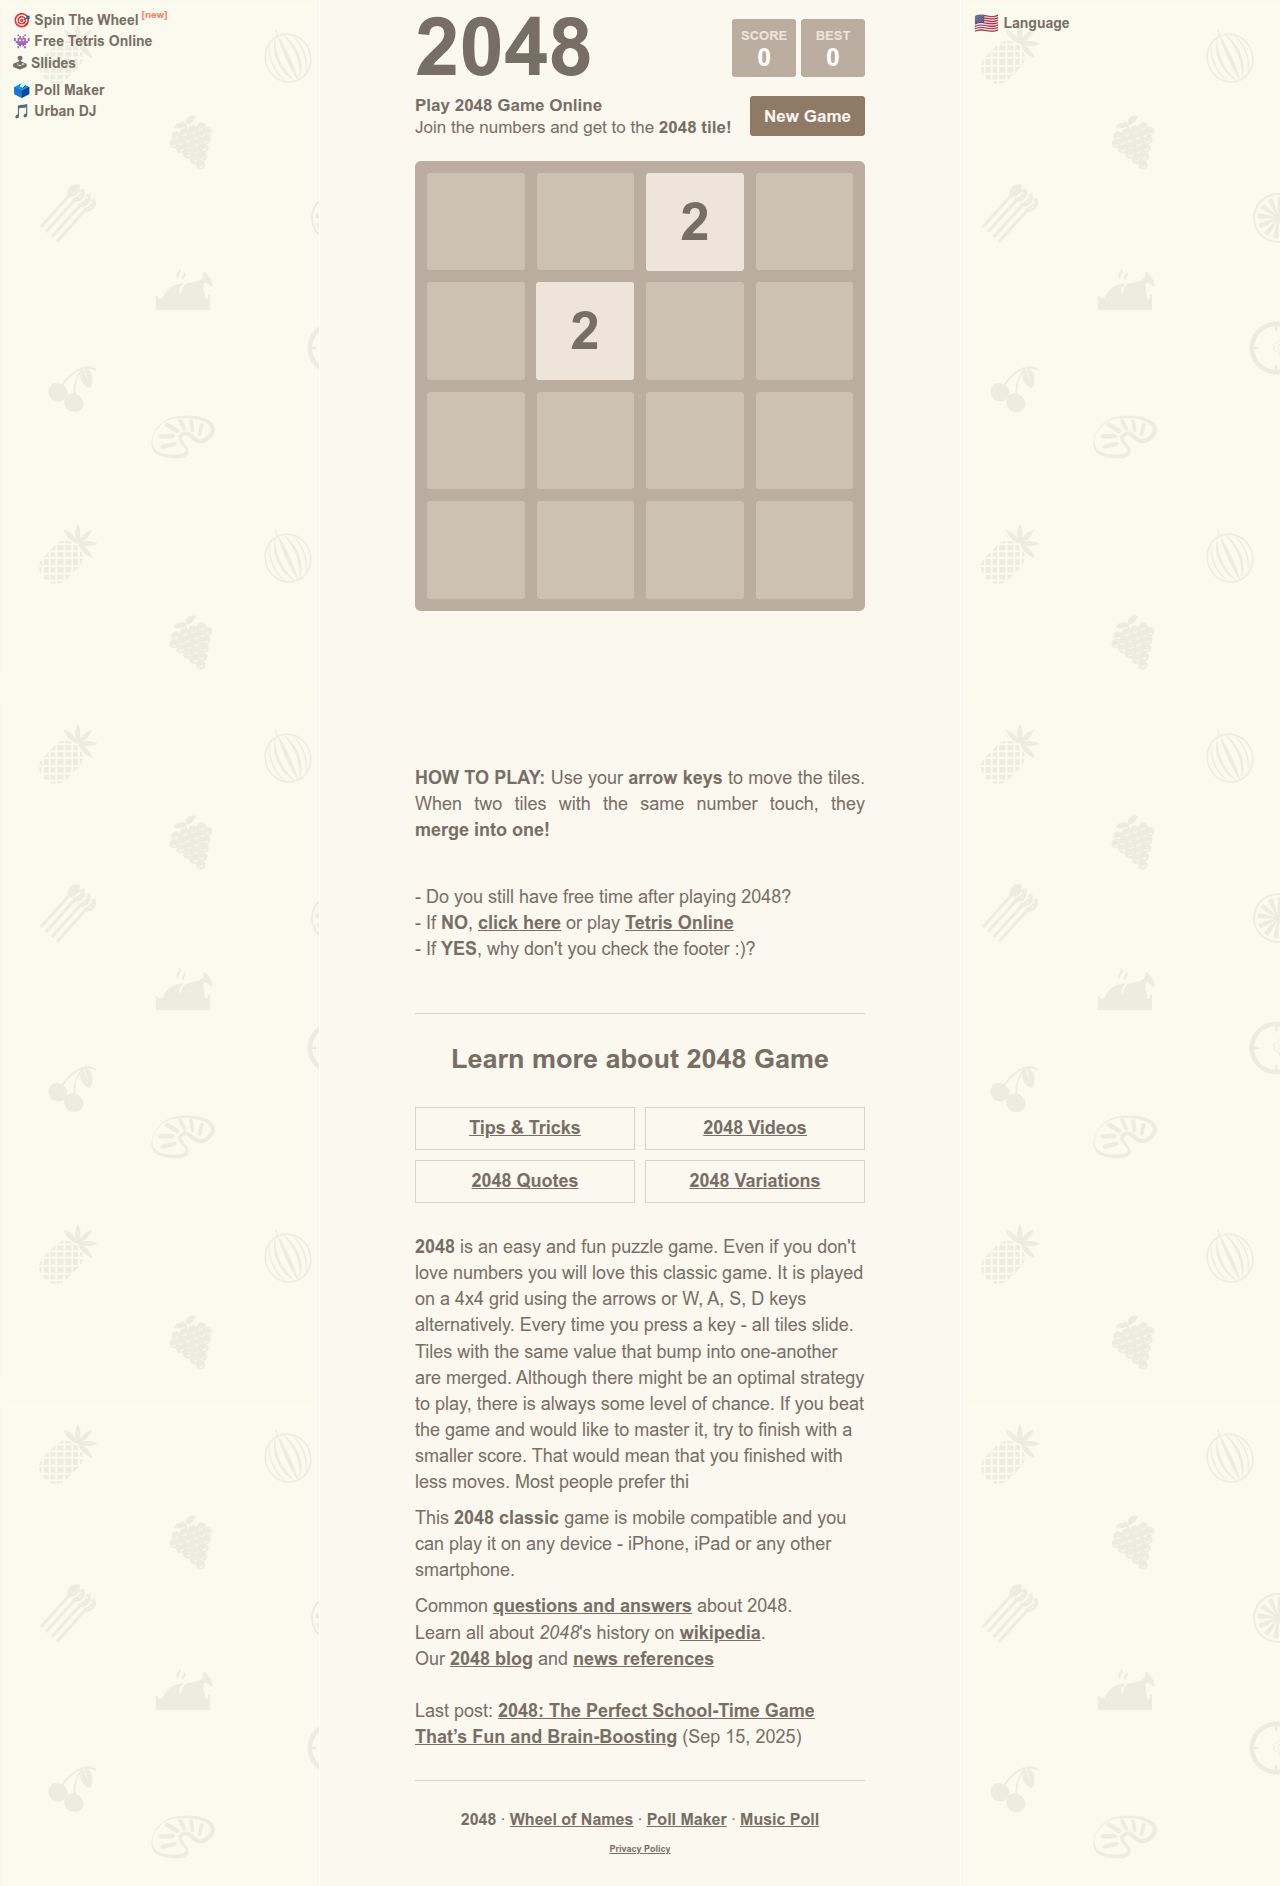 🎯 Spin The Wheel [new]
👾 Free Tetris Online
🕹 Sllides
🗳 Poll Maker
🎵 Urban DJ
2048
SCORE
0
BEST
0
🇺🇸 Language
Play 2048 Game Online
Join the numbers and get to the 2048 tile!
New Game
2
2
HOW TO PLAY: Use your arrow keys to move the tiles.
When two tiles with the same number touch, they
merge into one!
- Do you still have free time after playing 2048?
- If NO, click here or play Tetris Online
- If YES, why don't you check the footer :)?
Learn more about 2048 Game
Tips & Tricks
2048 Videos
2048 Quotes
2048 Variations
2048 is an easy and fun puzzle game. Even if you don't
love numbers you will love this classic game. It is played
on a 4x4 grid using the arrows or W, A, S, D keys
alternatively. Every time you press a key - all tiles slide.
Tiles with the same value that bump into one-another
are merged. Although there might be an optimal strategy
to play, there is always some level of chance. If you beat
the game and would like to master it, try to finish with a
smaller score. That would mean that you finished with
less moves. Most people prefer thi
This 2048 classic game is mobile compatible and you
can play it on any device - iPhone, iPad or any other
smartphone.
Common questions and answers about 2048.
Learn all about 2048's history on wikipedia.
Our 2048 blog and news references
Last post: 2048: The Perfect School-Time Game
That’s Fun and Brain-Boosting (Sep 15, 2025)
2048 · Wheel of Names · Poll Maker · Music Poll
Privacy Policy